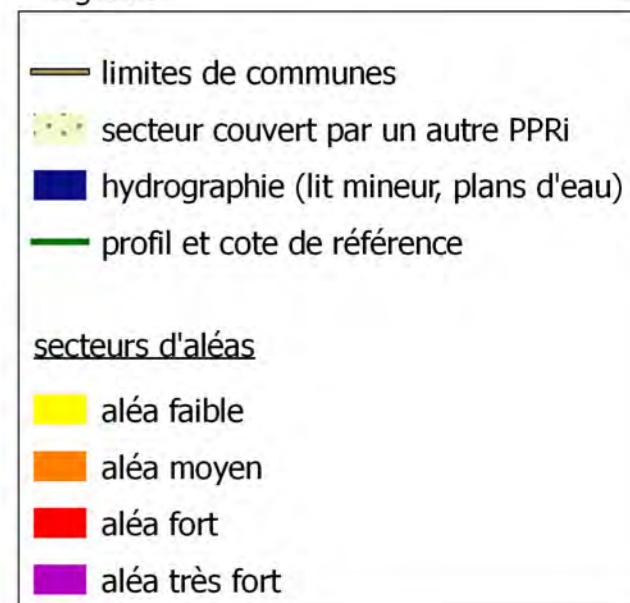 limites de communes
secteur couvert par un autre PPRi
hydrographie (lit mineur, plans d'eau)
profil et cote de référence
secteurs d'aléas
aléa faible
aléa moyen
aléa fort
aléa très fort